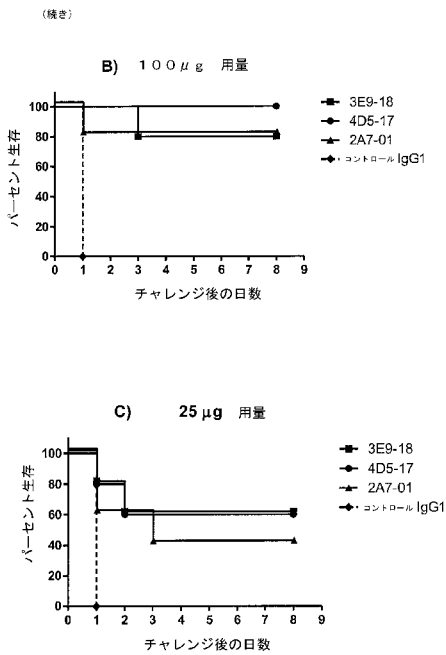 (続き)
B) 100μg 用量
パーセント生存
100
80
60
40
20
0
0 1 2 3 4 5 6 7 8 9
チャレンジ後の日数
3E9-18
4D5-17
2A7-01
コントロール IgG1
C) 25 μg 用量
パーセント生存
100
80
60
40
20
0
0 1 2 3 4 5 6 7 8 9
チャレンジ後の日数
3E9-18
4D5-17
2A7-01
コントロール IgG1